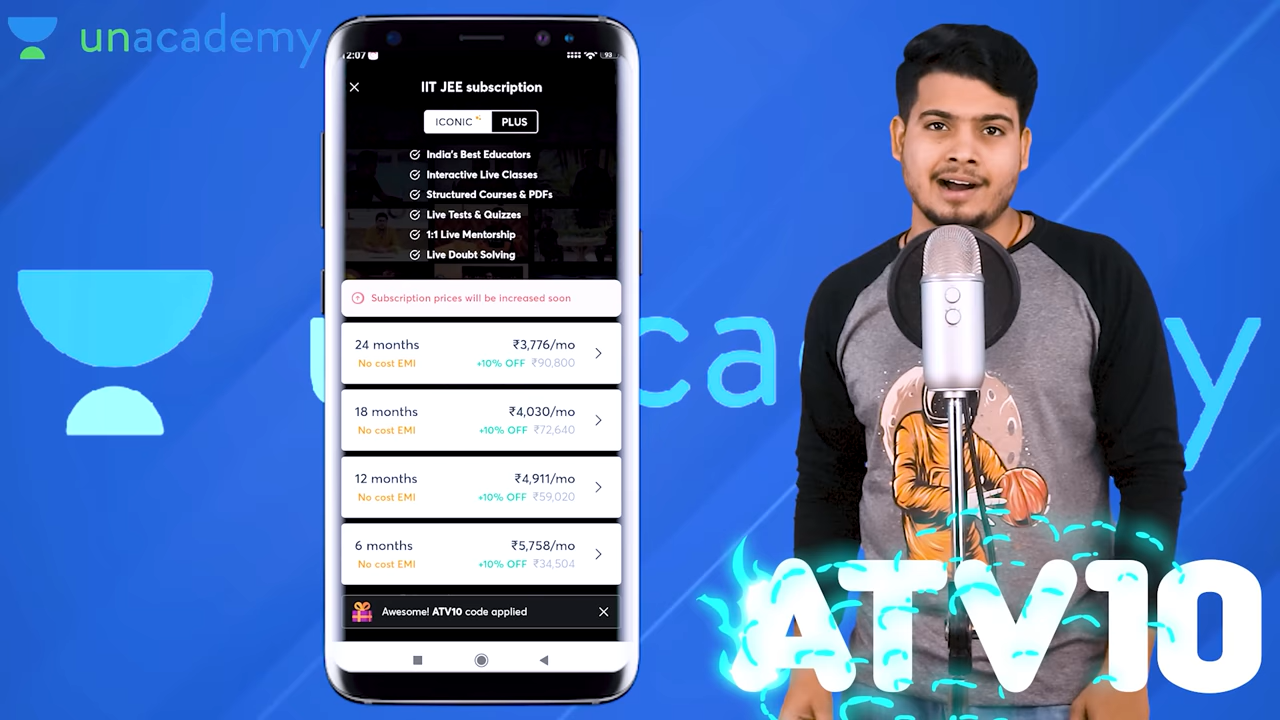 unacademy
2:07
93
IIT JEE subscription
ICONIC PLUS
India's Best Educators
Interactive Live Classes
Structured Courses & PDFs
Live Tests & Quizzes
1:1 Live Mentorship
Live Doubt Solving
Subscription prices will be increased soon
24 months ₹3,776/mo
No cost EMI +10% OFF ₹90,800
18 months ₹4,030/mo
No cost EMI +10% OFF ₹72,640
12 months ₹4,911/mo
No cost EMI +10% OFF ₹59,020
6 months ₹5,758/mo
No cost EMI +10% OFF ₹34,504
Awesome! ATV10 code applied
ATV10